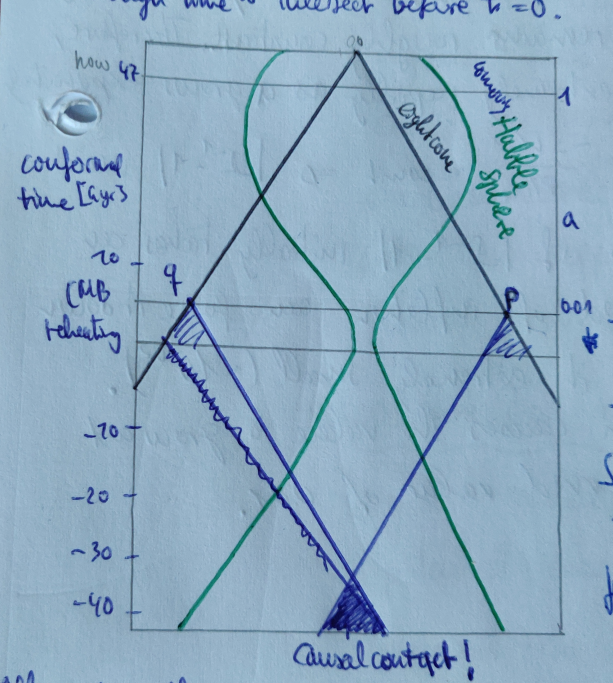 time to intersect before τ=0.
∞
now 47
1
comoving Hubble
sphere
lightcone
conformal
time [Gyr]
a
10
q
p
CMB
0.01
reheating
-10
-20
-30
-40
Causal contact!